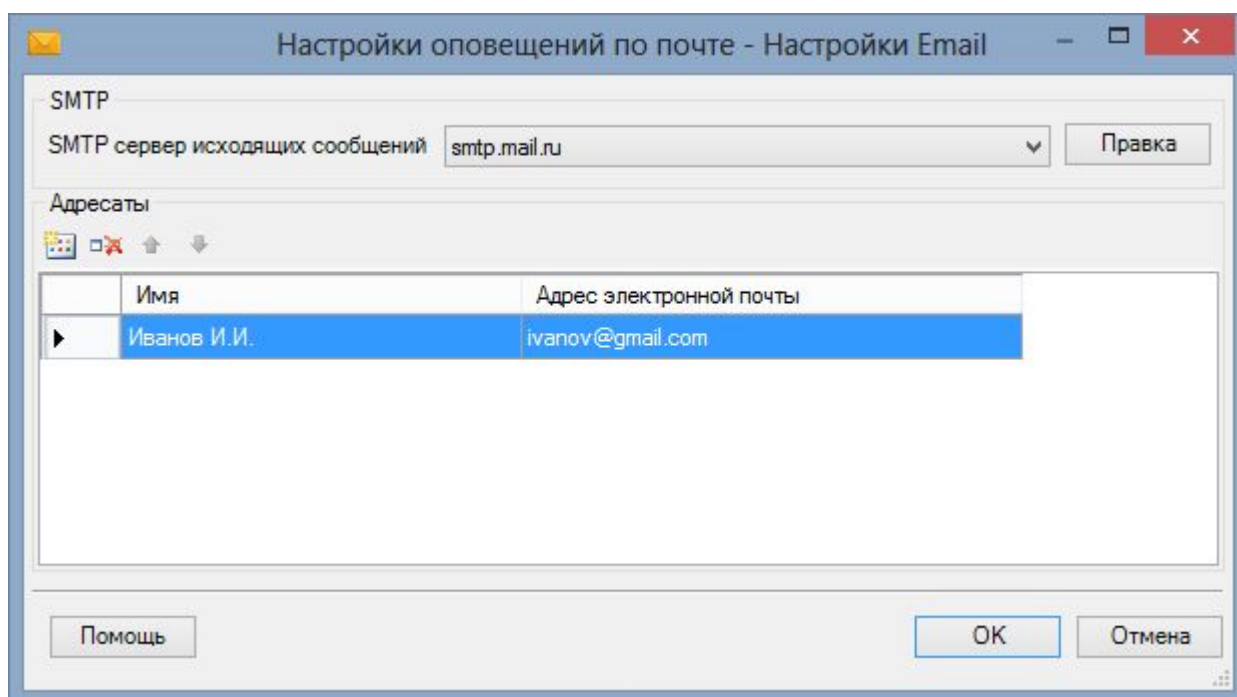 Настройки оповещений по почте - Настройки Email
SMTP
SMTP сервер исходящих сообщений smtp.mail.ru Правка
Адресаты
Имя Адрес электронной почты
Иванов И.И. ivanov@gmail.com
Помощь OK Отмена